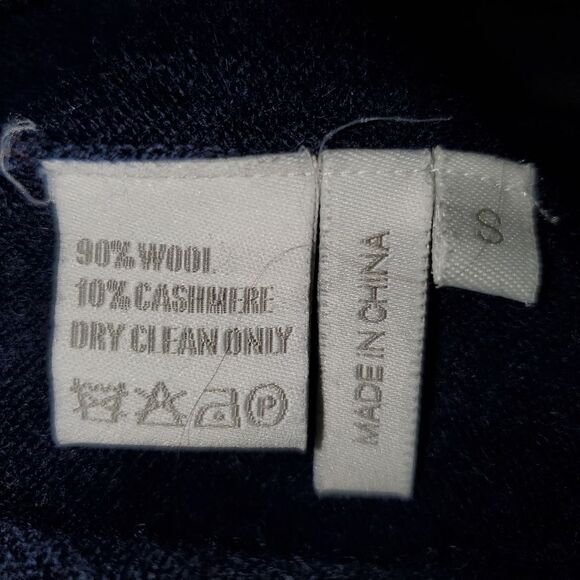 90% WOOL
10% CASHMERE
DRY CLEAN ONLY
P
MADE IN CHINA
S